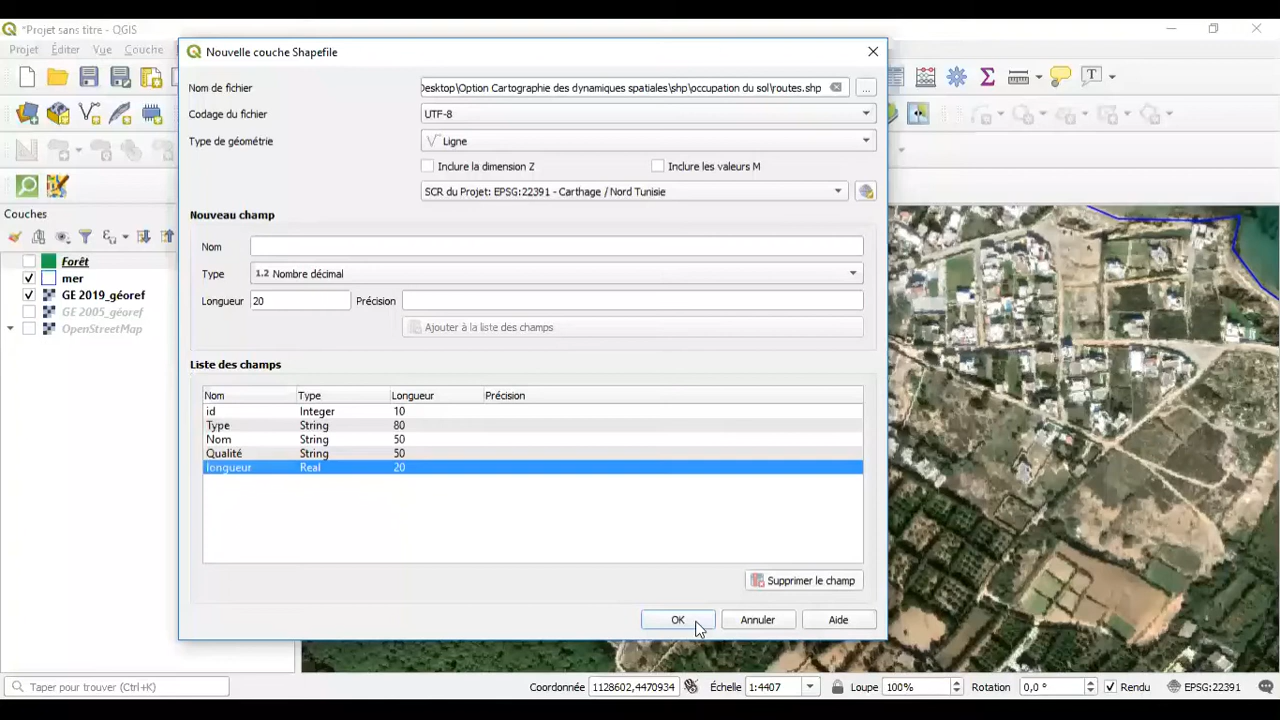 *Projet sans titre - QGIS
Projet Éditer Vue Couche
Nouvelle couche Shapefile
Nom de fichier
Desktop\Option Cartographie des dynamiques spatiales\shp\occupation du sol\routes.shp
...
Codage du fichier
UTF-8
Type de géométrie
Ligne
Inclure la dimension Z
Inclure les valeurs M
SCR du Projet: EPSG:22391 - Carthage / Nord Tunisie
Nouveau champ
Nom
Type
1.2 Nombre décimal
Longueur 20 Précision
Ajouter à la liste des champs
Liste des champs
Nom Type Longueur Précision
id Integer 10
Type String 80
Nom String 50
Qualité String 50
longueur Real 20
Supprimer le champ
OK Annuler Aide
Couches
Forêt
mer
GE 2019_géoref
GE 2005_géoref
OpenStreetMap
Taper pour trouver (Ctrl+K)
Coordonnée 1128602,4470934 Échelle 1:4407 Loupe 100% Rotation 0,0 ° Rendu EPSG:22391